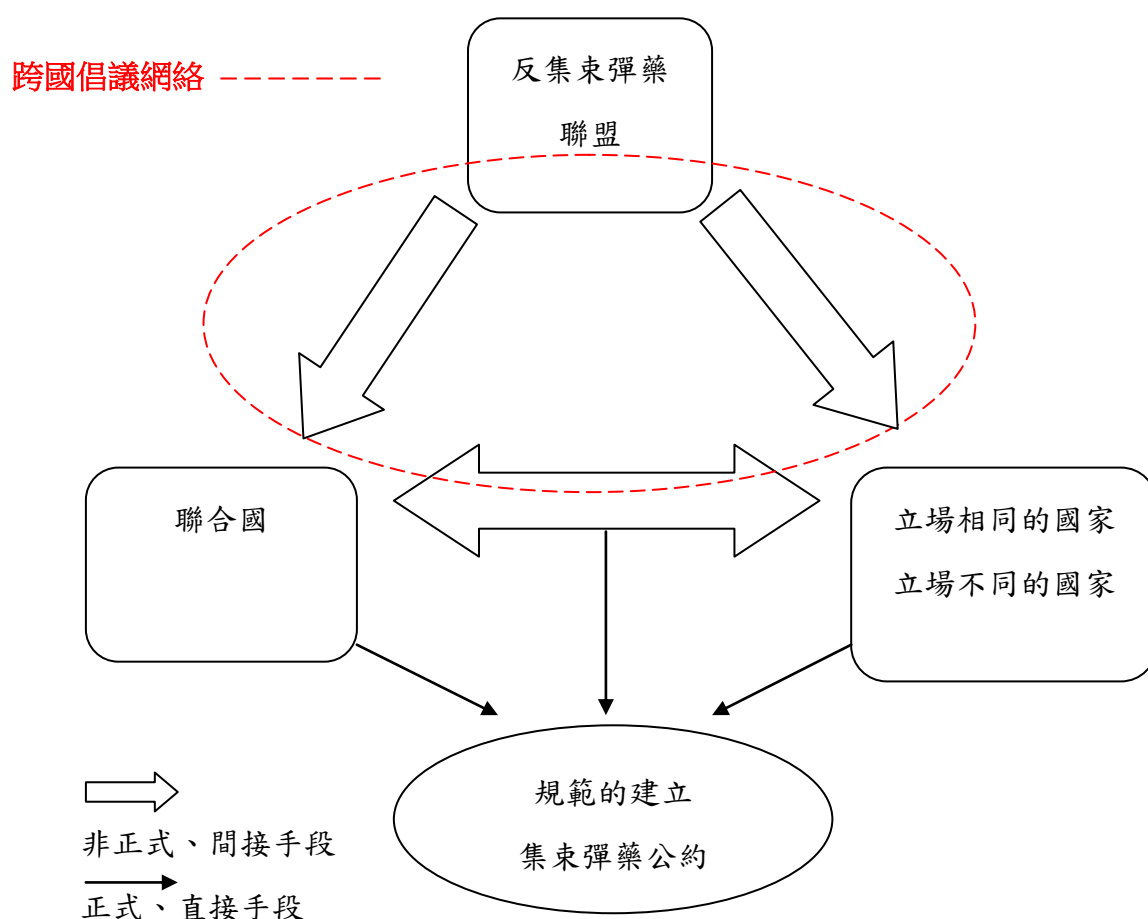 跨國倡議網絡
反集束彈藥
聯盟
聯合國
立場相同的國家
立場不同的國家
規範的建立
集束彈藥公約
非正式、間接手段
正式、直接手段